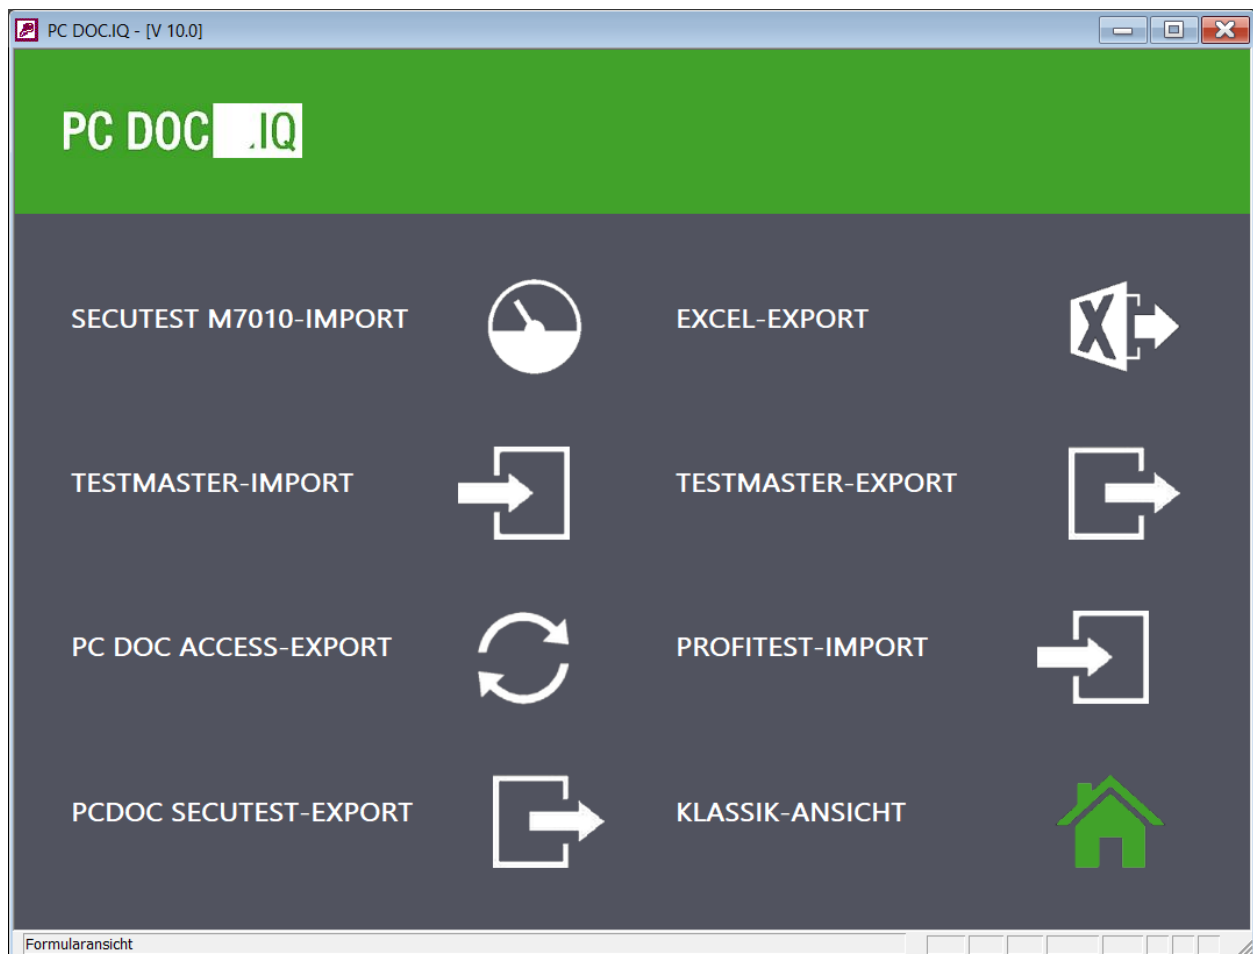 PC DOC.IQ - [V 10.0]
PC DOC .IQ
SECUTEST M7010-IMPORT
EXCEL-EXPORT
X
TESTMASTER-IMPORT
TESTMASTER-EXPORT
PC DOC ACCESS-EXPORT
PROFITEST-IMPORT
PCDOC SECUTEST-EXPORT
KLASSIK-ANSICHT
Formularansicht